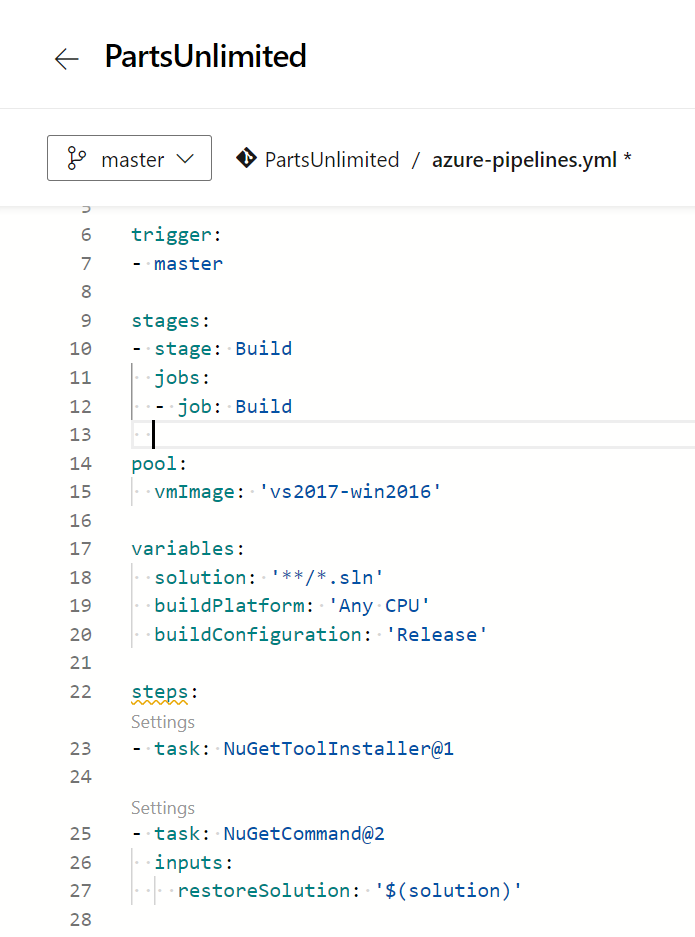 PartsUnlimited
master PartsUnlimited / azure-pipelines.yml *
5
6 trigger:
7 - master
8
9 stages:
10 - stage: Build
11 jobs:
12 - job: Build
13
14 pool:
15 vmImage: 'vs2017-win2016'
16
17 variables:
18 solution: '**/*.sln'
19 buildPlatform: 'Any CPU'
20 buildConfiguration: 'Release'
21
22 steps:
Settings
23 - task: NuGetToolInstaller@1
24
Settings
25 - task: NuGetCommand@2
26 inputs:
27 restoreSolution: '$(solution)'
28